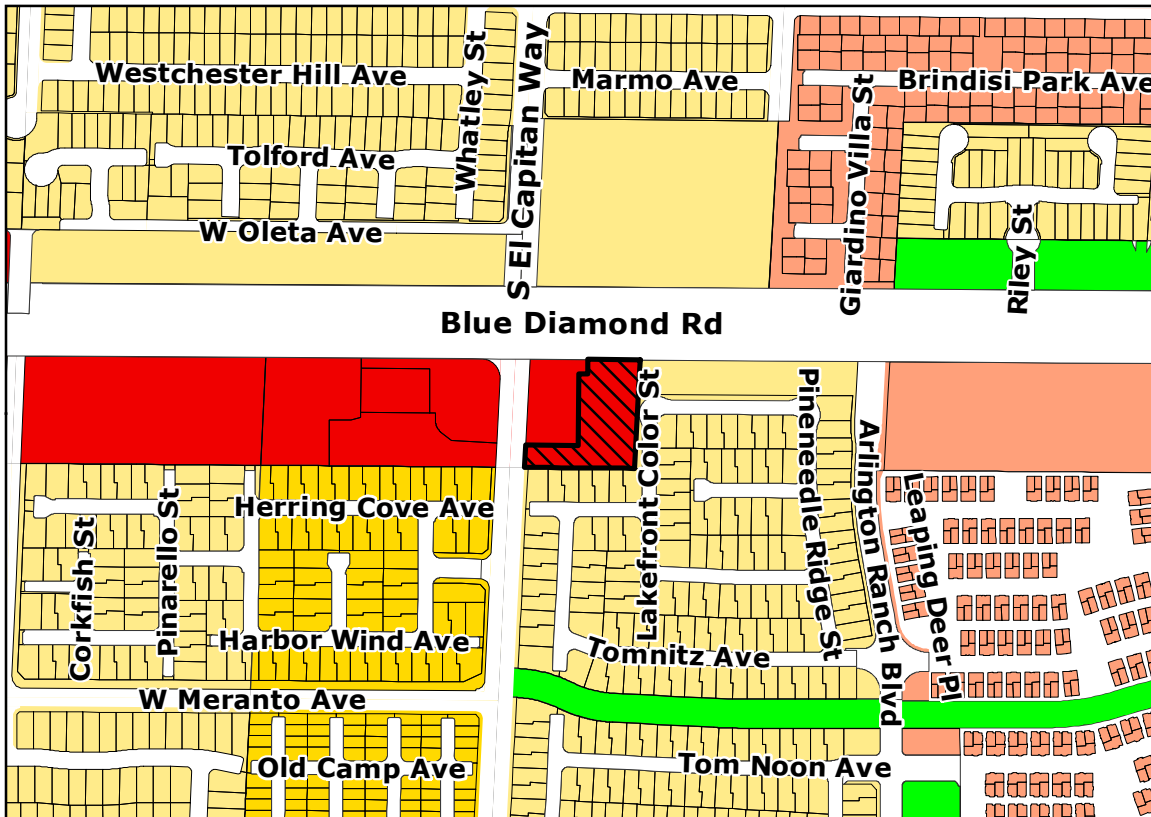 Westchester Hill Ave
Whatley St
S El Capitan Way
Marmo Ave
Giardino Villa St
Brindisi Park Ave
Tolford Ave
W Oleta Ave
Riley St
Blue Diamond Rd
Lakefront Color St
Pineneedle Ridge St
Arlington Ranch Blvd
Leaping Deer Pl
Herring Cove Ave
Corkfish St
Pinarello St
Harbor Wind Ave
Tomnitz Ave
W Meranto Ave
Old Camp Ave
Tom Noon Ave